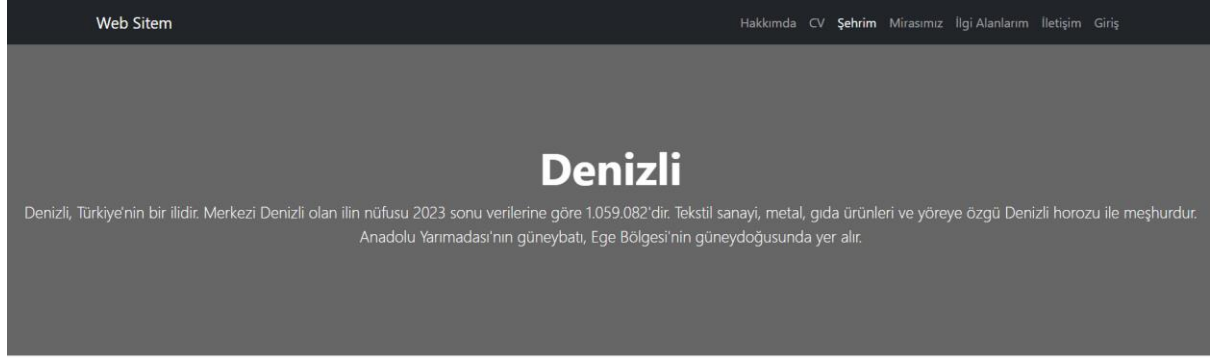 Web Sitem
Hakkımda CV Şehrim Mirasımız İlgi Alanlarım İletişim Giriş
Denizli
Denizli, Türkiye'nin bir ilidir. Merkezi Denizli olan ilin nüfusu 2023 sonu verilerine göre 1.059.082'dir. Tekstil sanayi, metal, gıda ürünleri ve yöreye özgü Denizli horozu ile meşhurdur.
Anadolu Yarımadası'nın güneybatı, Ege Bölgesi'nin güneydoğusunda yer alır.